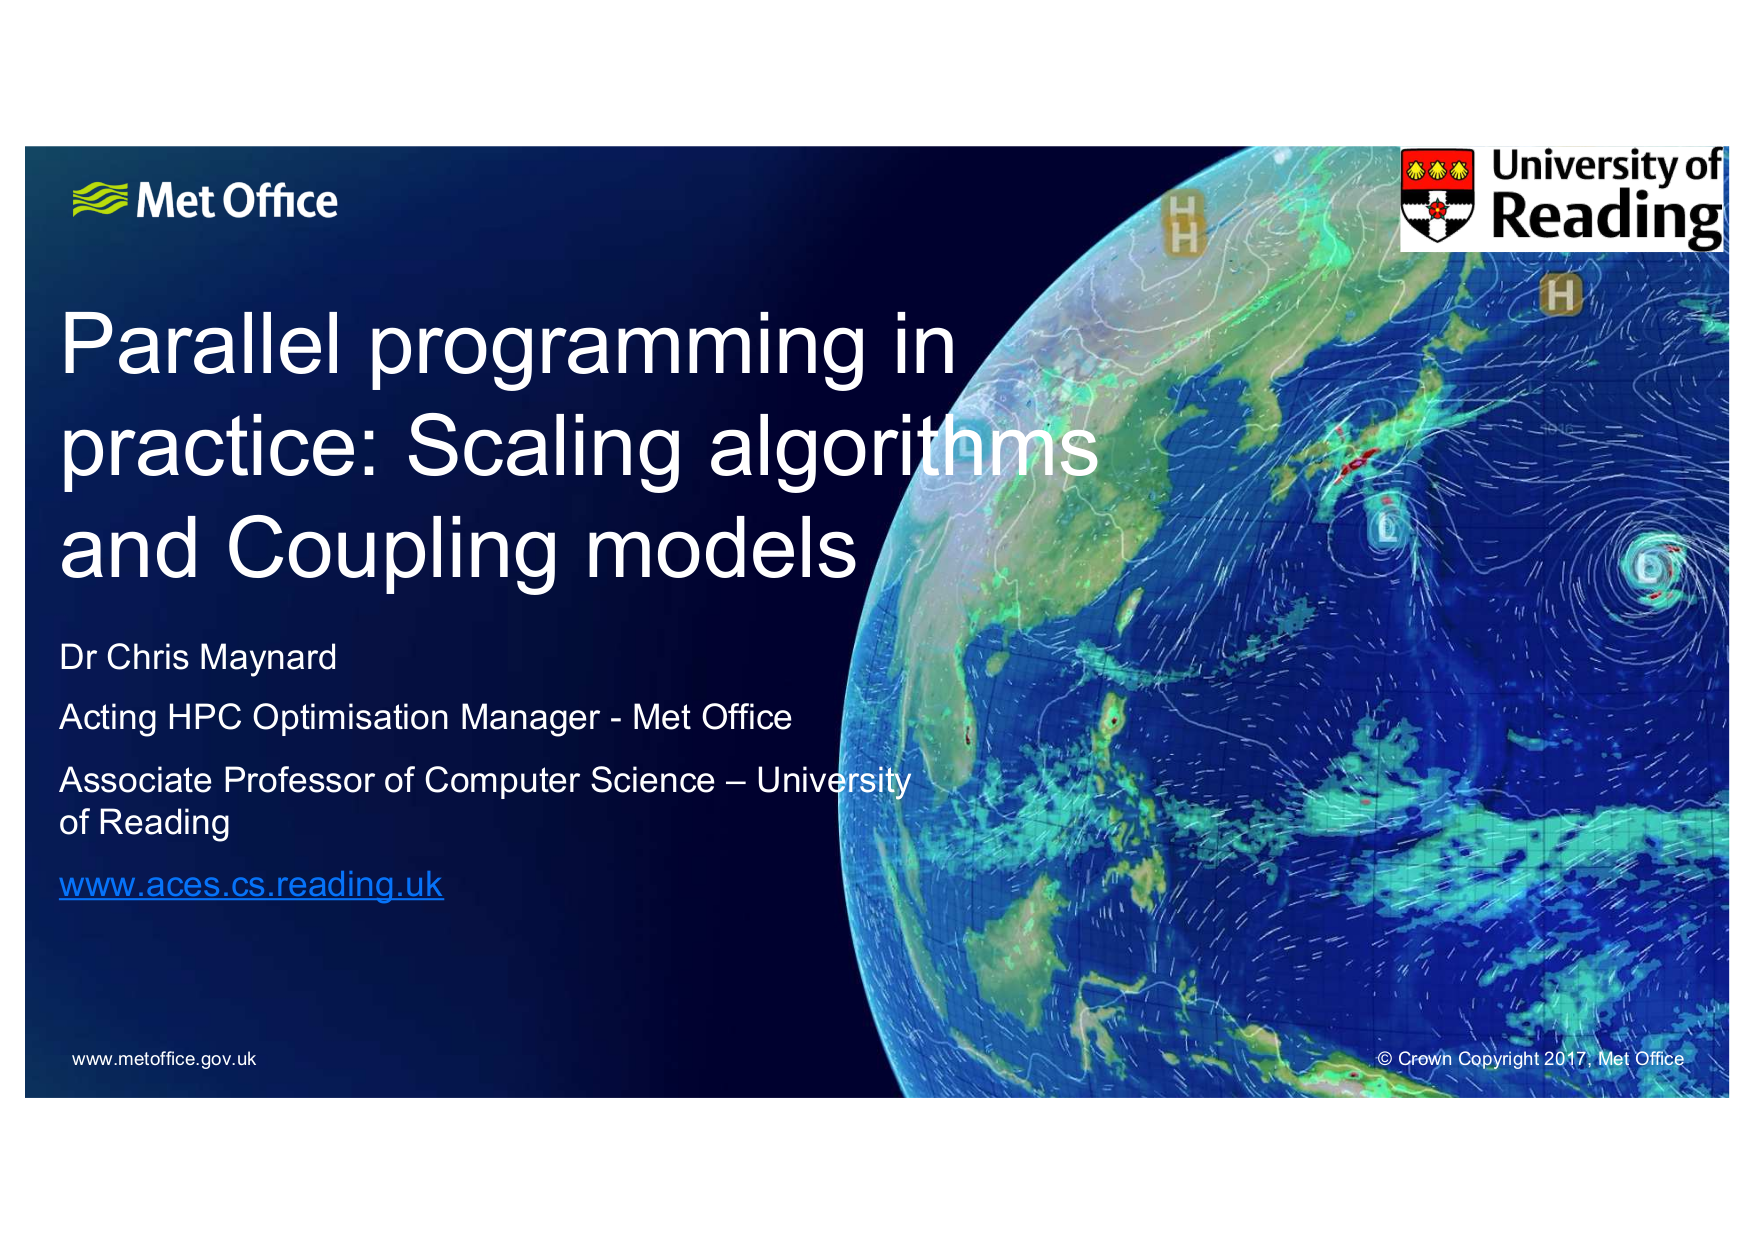 Met Office
University of
Reading
H
H
H
Parallel programming in
practice: Scaling algorithms
and Coupling models
L
L
L
Dr Chris Maynard
Acting HPC Optimisation Manager - Met Office
Associate Professor of Computer Science – University
of Reading
www.aces.cs.reading.uk
www.metoffice.gov.uk
© Crown Copyright 2017, Met Office